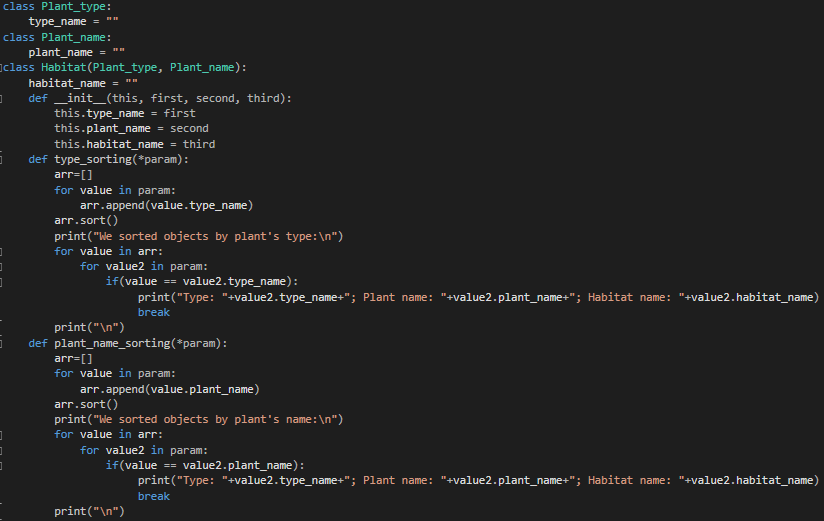 class Plant_type:
    type_name = ""
class Plant_name:
    plant_name = ""
class Habitat(Plant_type, Plant_name):
    habitat_name = ""
    def __init__(this, first, second, third):
        this.type_name = first
        this.plant_name = second
        this.habitat_name = third
    def type_sorting(*param):
        arr=[]
        for value in param:
            arr.append(value.type_name)
        arr.sort()
        print("We sorted objects by plant's type:\n")
        for value in arr:
            for value2 in param:
                if(value == value2.type_name):
                    print("Type: "+value2.type_name+"; Plant name: "+value2.plant_name+"; Habitat name: "+value2.habitat_name)
                    break
        print("\n")
    def plant_name_sorting(*param):
        arr=[]
        for value in param:
            arr.append(value.plant_name)
        arr.sort()
        print("We sorted objects by plant's name:\n")
        for value in arr:
            for value2 in param:
                if(value == value2.plant_name):
                    print("Type: "+value2.type_name+"; Plant name: "+value2.plant_name+"; Habitat name: "+value2.habitat_name)
                    break
        print("\n")